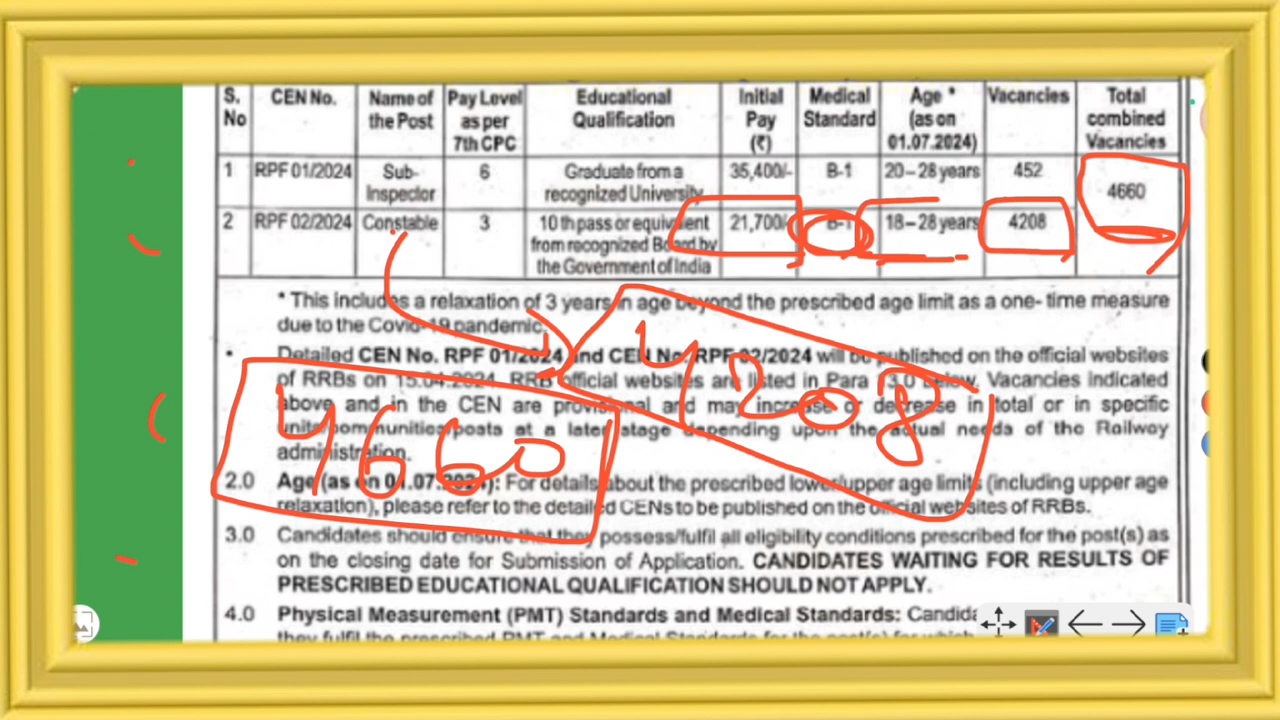 S. No | CEN No. | Name of the Post | Pay Level as per 7th CPC | Educational Qualification | Initial Pay (₹) | Medical Standard | Age * (as on 01.07.2024) | Vacancies | Total combined Vacancies
1 | RPF 01/2024 | Sub-Inspector | 6 | Graduate from a recognized University | 35,400/- | B-1 | 20–28 years | 452 | 4660
2 | RPF 02/2024 | Constable | 3 | 10th pass or equivalent from recognized Board by the Government of India | 21,700/- | B-1 | 18–28 years | 4208
* This includes a relaxation of 3 years in age beyond the prescribed age limit as a one- time measure
due to the Covid-19 pandemic.
• Detailed CEN No. RPF 01/2024 and CEN No. RPF 02/2024 will be published on the official websites
of RRBs on 15.04.2024. RRB official websites are listed in Para 13.0 below. Vacancies indicated
above and in the CEN are provisional and may increase or decrease in total or in specific
units/communities/posts at a later stage depending upon the actual needs of the Railway
administration.
4208
4660
2.0 Age (as on 01.07.2024): For details about the prescribed lower/upper age limits (including upper age
relaxation), please refer to the detailed CENs to be published on the official websites of RRBs.
3.0 Candidates should ensure that they possess/fulfil all eligibility conditions prescribed for the post(s) as
on the closing date for Submission of Application. CANDIDATES WAITING FOR RESULTS OF
PRESCRIBED EDUCATIONAL QUALIFICATION SHOULD NOT APPLY.
4.0 Physical Measurement (PMT) Standards and Medical Standards: